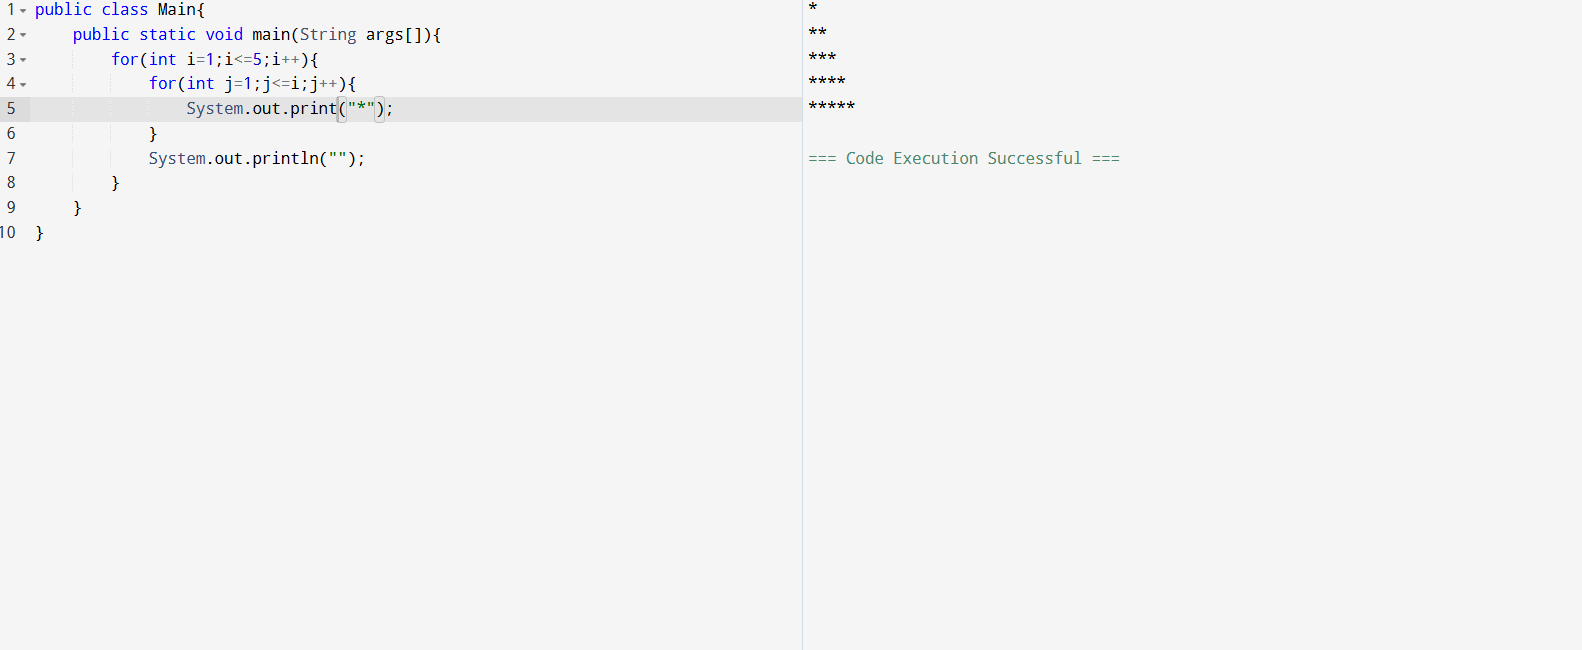 1 public class Main{
2     public static void main(String args[]){
3         for(int i=1;i<=5;i++){
4             for(int j=1;j<=i;j++){
5                 System.out.print("*");
6             }
7             System.out.println("");
8         }
9     }
10 }
*
**
***
****
*****
=== Code Execution Successful ===